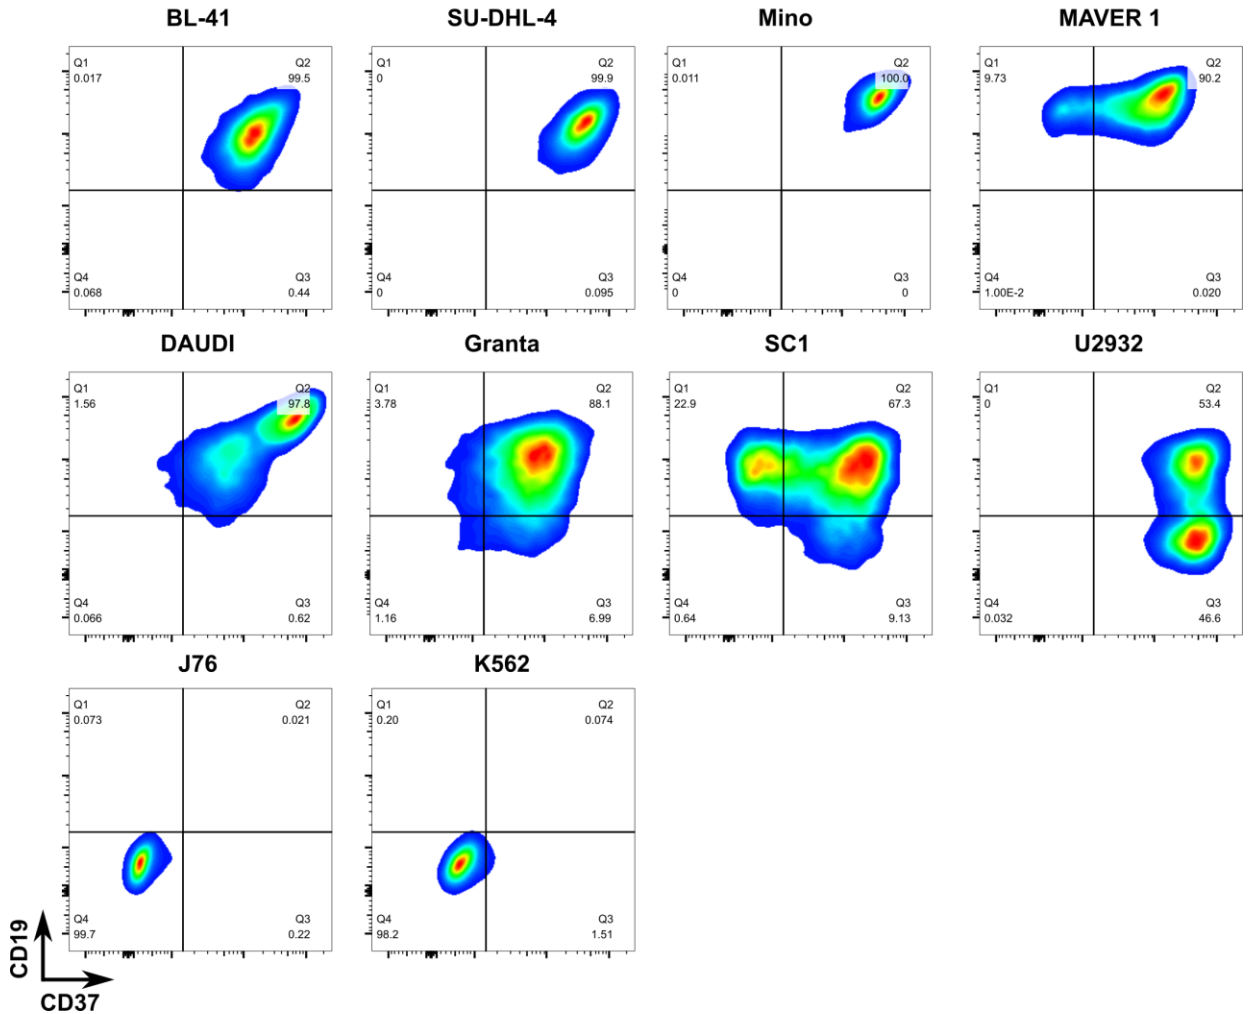 BL-41
SU-DHL-4
Mino
MAVER 1
Q1
0.017
Q2
99.5
Q4
0.068
Q3
0.44
Q1
0
Q2
99.9
Q4
0
Q3
0.095
Q1
0.011
Q2
100.0
Q4
0
Q3
0
Q1
9.73
Q2
90.2
Q4
1.00E-2
Q3
0.020
DAUDI
Granta
SC1
U2932
Q1
1.56
Q2
97.8
Q4
0.066
Q3
0.62
Q1
3.78
Q2
88.1
Q4
1.16
Q3
6.99
Q1
22.9
Q2
67.3
Q4
0.64
Q3
9.13
Q1
0
Q2
53.4
Q4
0.032
Q3
46.6
J76
K562
Q1
0.073
Q2
0.021
Q4
99.7
Q3
0.22
Q1
0.20
Q2
0.074
Q4
98.2
Q3
1.51
CD19
CD37